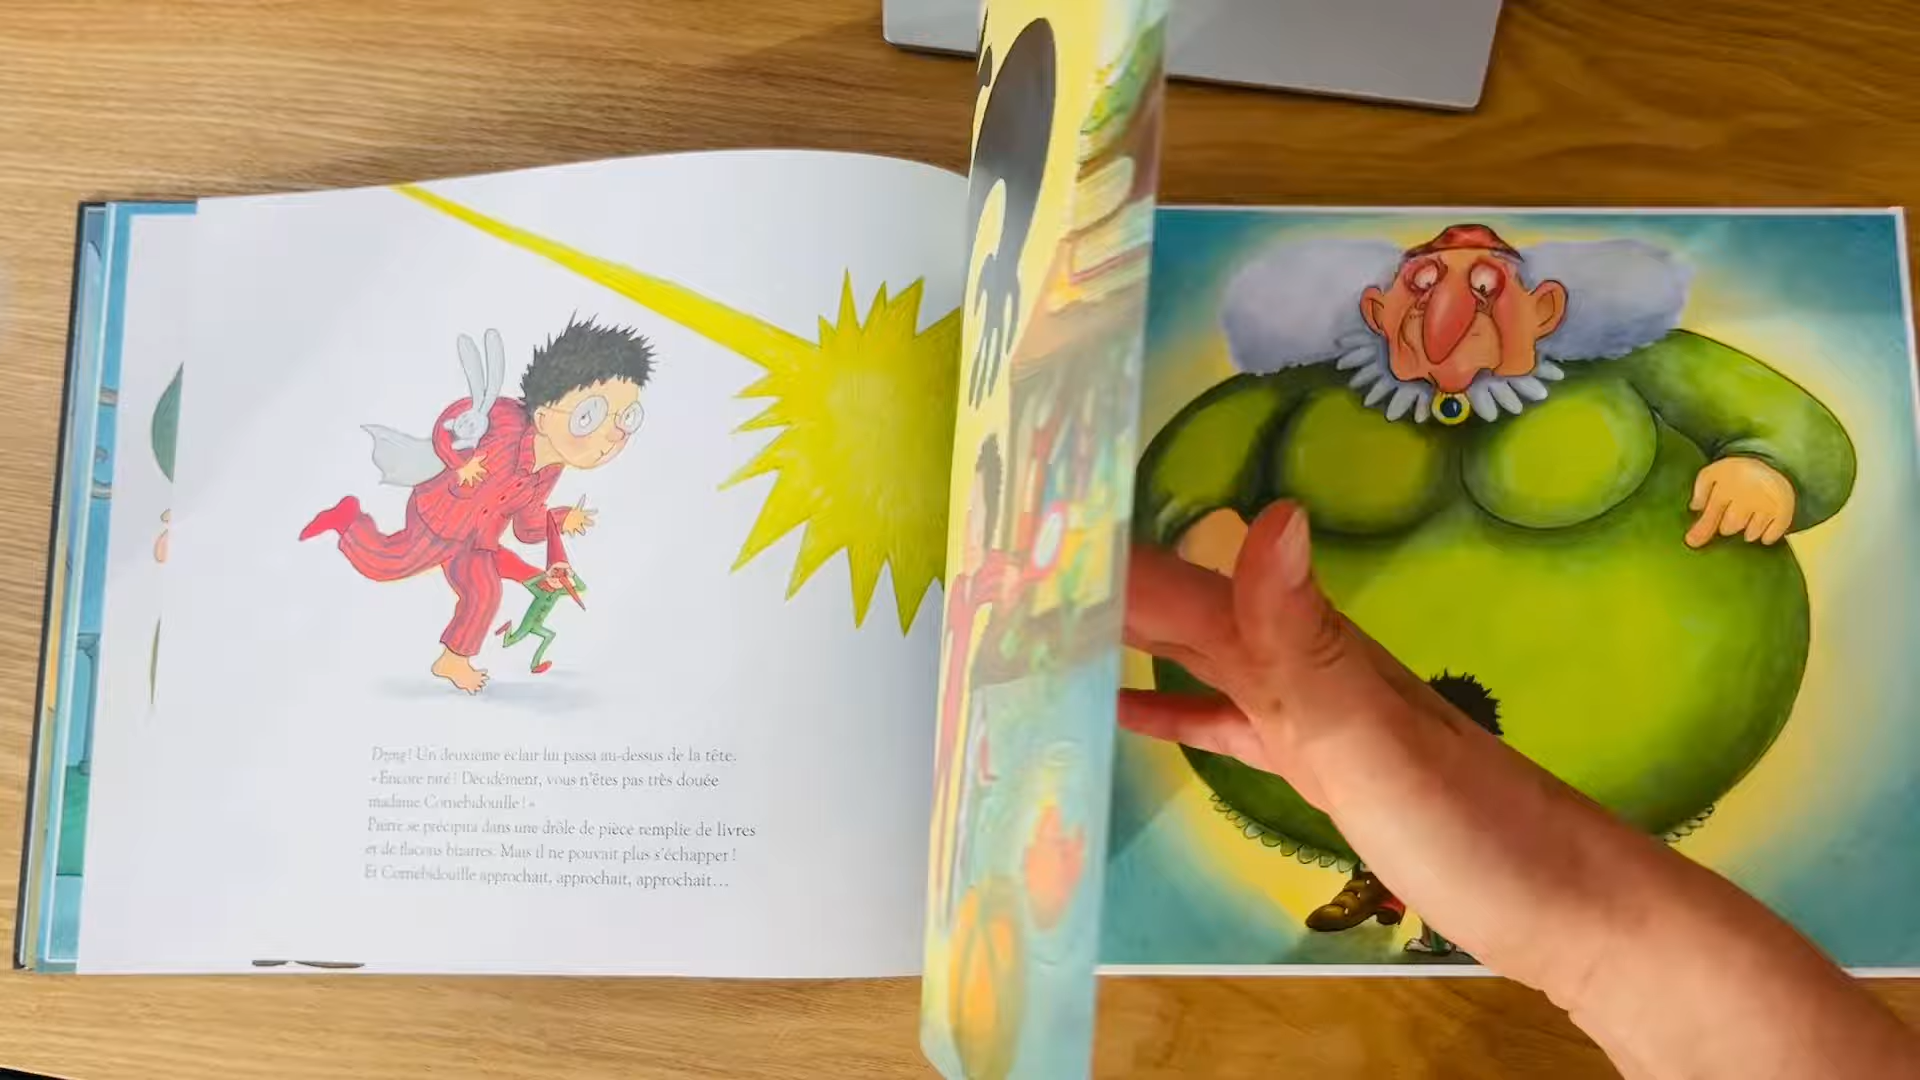 Dzing ! Un deuxième éclair lui passa au-dessus de la tête.
« Encore raté ! Décidément, vous n'êtes pas très douée
madame Cornebidouille ! »
Pierre se précipita dans une drôle de pièce remplie de livres
et de flacons bizarres. Mais il ne pouvait plus s'échapper !
Et Cornebidouille approchait, approchait, approchait…